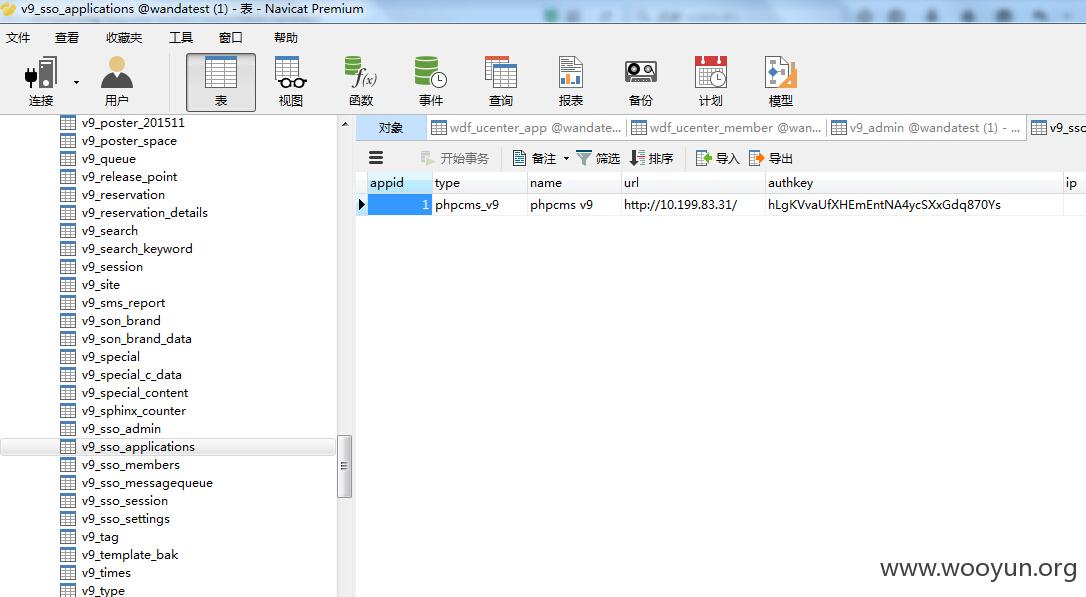 v9_sso_applications @wandatest (1) - 表 - Navicat Premium
文件 查看 收藏夹 工具 窗口 帮助
连接 用户 表 视图 函数 事件 查询 报表 备份 计划 模型
f(x)
v9_poster_201511
v9_poster_space
v9_queue
v9_release_point
v9_reservation
v9_reservation_details
v9_search
v9_search_keyword
v9_session
v9_site
v9_sms_report
v9_son_brand
v9_son_brand_data
v9_special
v9_special_c_data
v9_special_content
v9_sphinx_counter
v9_sso_admin
v9_sso_applications
v9_sso_members
v9_sso_messagequeue
v9_sso_session
v9_sso_settings
v9_tag
v9_template_bak
v9_times
v9_type
对象 wdf_ucenter_app @wandate... wdf_ucenter_member @wan... v9_admin @wandatest (1) - ... v9_sso
开始事务 备注 筛选 排序 导入 导出
appid type name url authkey ip
1 phpcms_v9 phpcms v9 http://10.199.83.31/ hLgKVvaUfXHEmEntNA4ycSXxGdq870Ys
www.wooyun.org